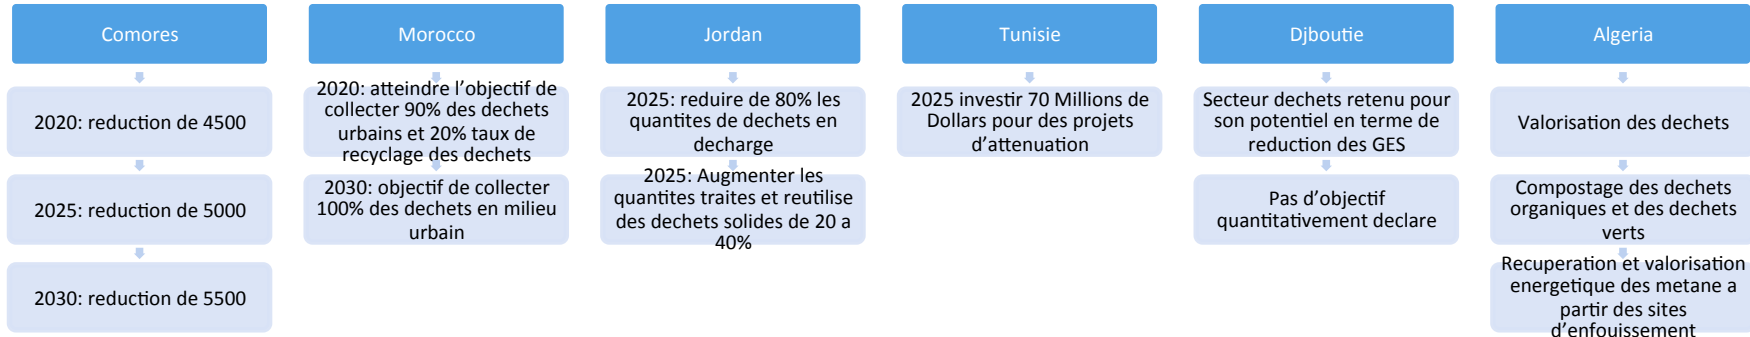 Comores
2020: reduction de 4500
2025: reduction de 5000
2030: reduction de 5500
Morocco
2020: atteindre l'objectif de
collecter 90% des dechets
urbains et 20% taux de
recyclage des dechets
2030: objectif de collecter
100% des dechets en milieu
urbain
Jordan
2025: reduire de 80% les
quantites de dechets en
decharge
2025: Augmenter les
quantites traites et reutilise
des dechets solides de 20 a
40%
Tunisie
2025 investir 70 Millions de
Dollars pour des projets
d'attenuation
Djboutie
Secteur dechets retenu pour
son potentiel en terme de
reduction des GES
Pas d'objectif
quantitativement declare
Algeria
Valorisation des dechets
Compostage des dechets
organiques et des dechets
verts
Recuperation et valorisation
energetique des metane a
partir des sites
d'enfouissement